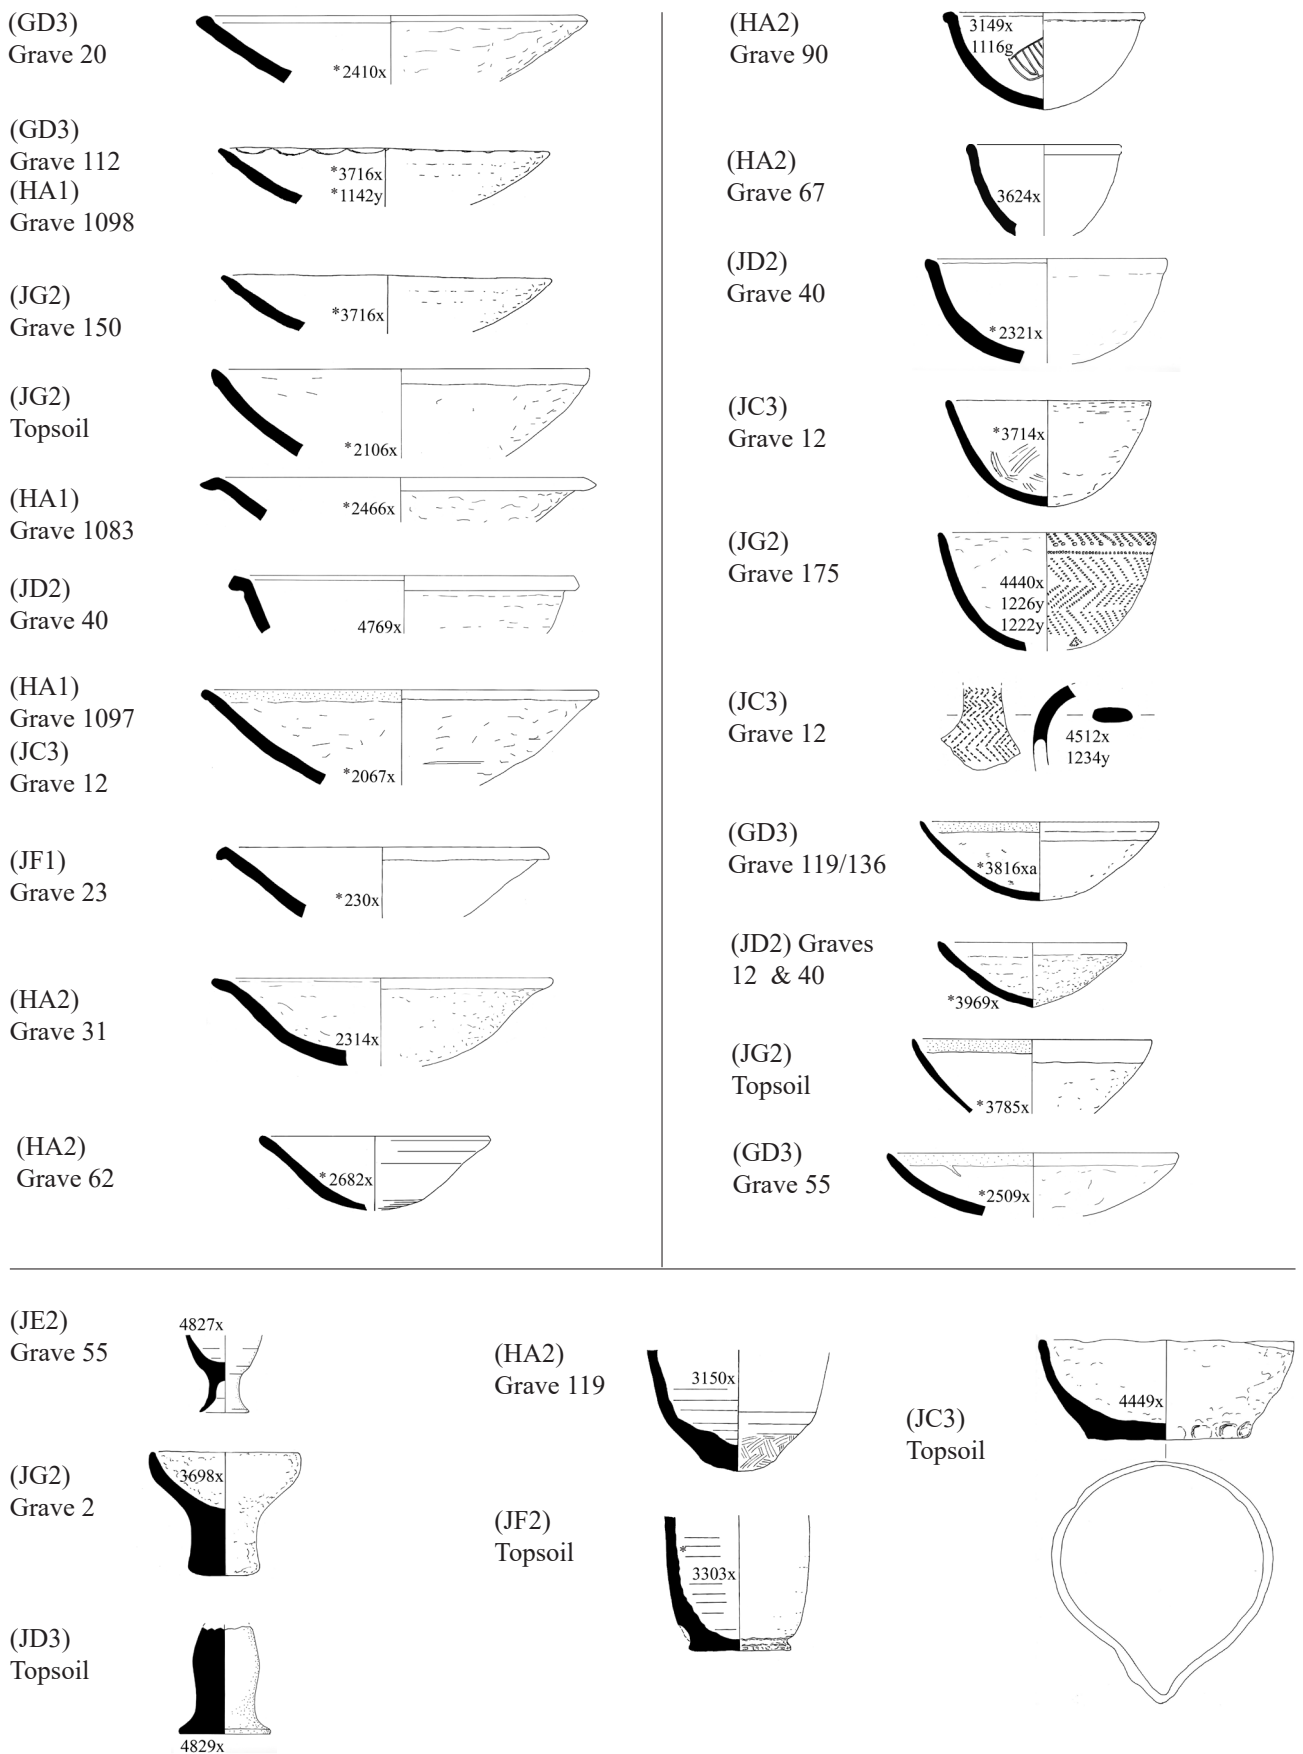 (GD3)
Grave 20
*2410x
(GD3)
Grave 112
(HA1)
Grave 1098
*3716x
*1142y
(JG2)
Grave 150
*3716x
(JG2)
Topsoil
*2106x
(HA1)
Grave 1083
*2466x
(JD2)
Grave 40
4769x
(HA1)
Grave 1097
(JC3)
Grave 12
*2067x
(JF1)
Grave 23
*230x
(HA2)
Grave 31
2314x
(HA2)
Grave 62
*2682x
(HA2)
Grave 90
3149x
1116g
(HA2)
Grave 67
3624x
(JD2)
Grave 40
*2321x
(JC3)
Grave 12
*3714x
(JG2)
Grave 175
4440x
1226y
1222y
(JC3)
Grave 12
4512x
1234y
(GD3)
Grave 119/136
*3816xa
(JD2) Graves
12 & 40
*3969x
(JG2)
Topsoil
*3785x
(GD3)
Grave 55
*2509x
(JE2)
Grave 55
4827x
(JG2)
Grave 2
3698x
(JD3)
Topsoil
4829x
(HA2)
Grave 119
3150x
(JF2)
Topsoil
*
3303x
(JC3)
Topsoil
4449x